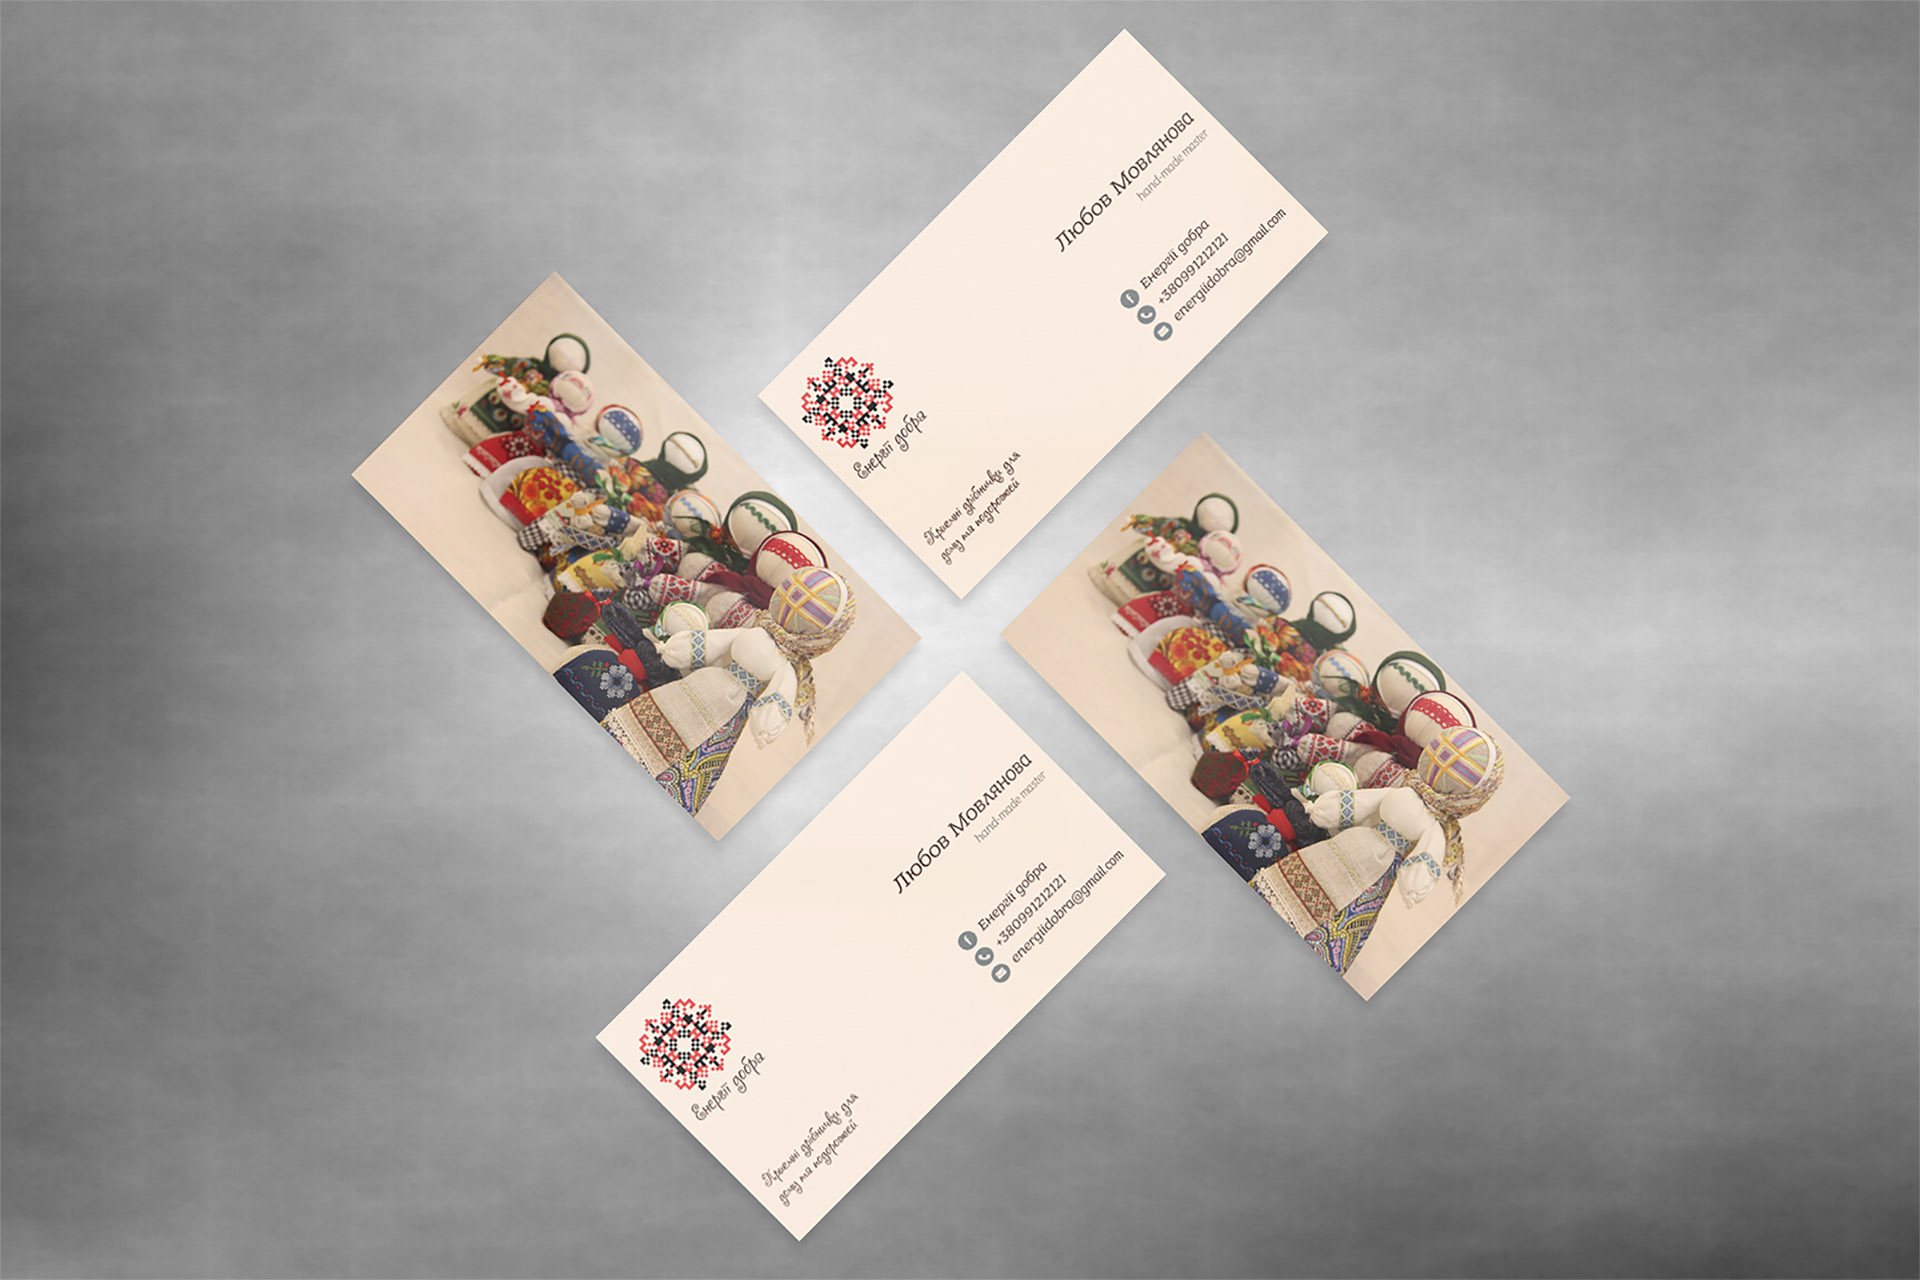 Любов Мовлянова
hand-made master
Енергії добра
+380991212121
energiidobra@gmail.com
Енергії добра
Приємні дрібнички для
дому та подорожей
Любов Мовлянова
hand-made master
Енергії добра
+380991212121
energiidobra@gmail.com
Енергії добра
Приємні дрібнички для
дому та подорожей